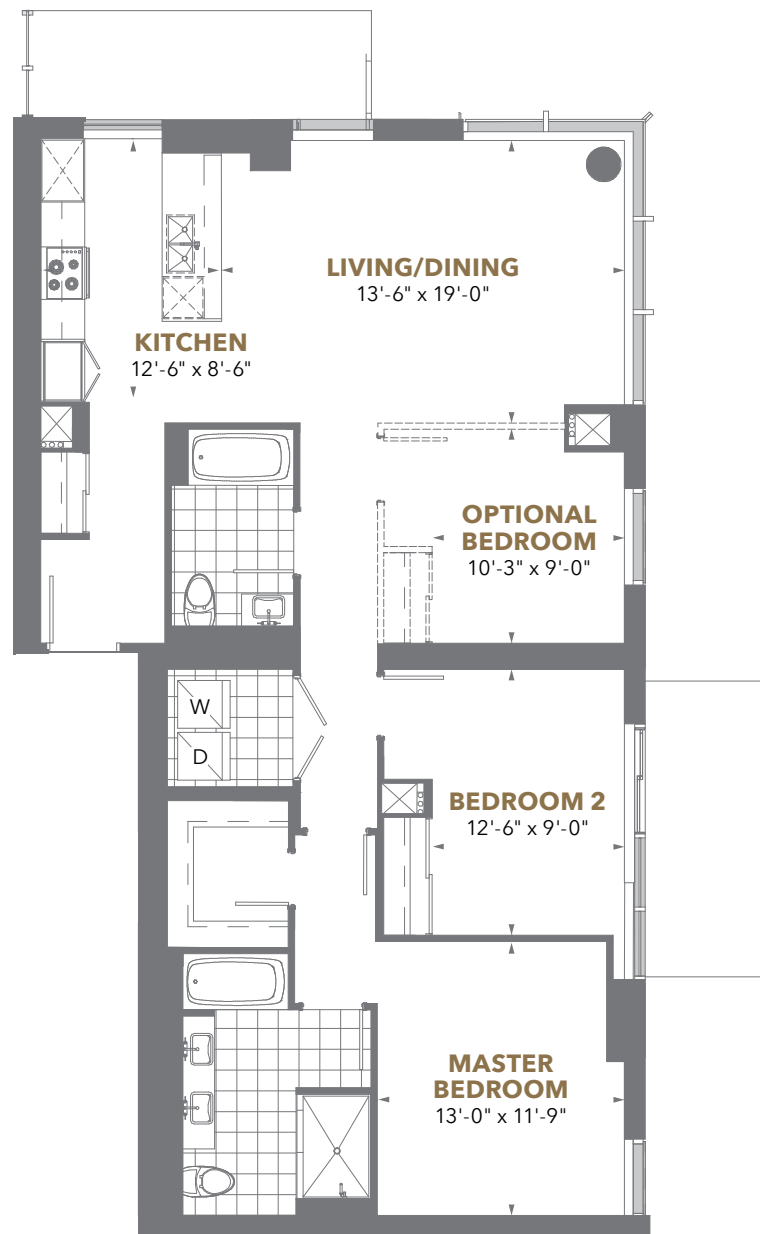 LIVING/DINING
13'-6" x 19'-0"
KITCHEN
12'-6" x 8'-6"
OPTIONAL
BEDROOM
10'-3" x 9'-0"
W
D
BEDROOM 2
12'-6" x 9'-0"
MASTER
BEDROOM
13'-0" x 11'-9"